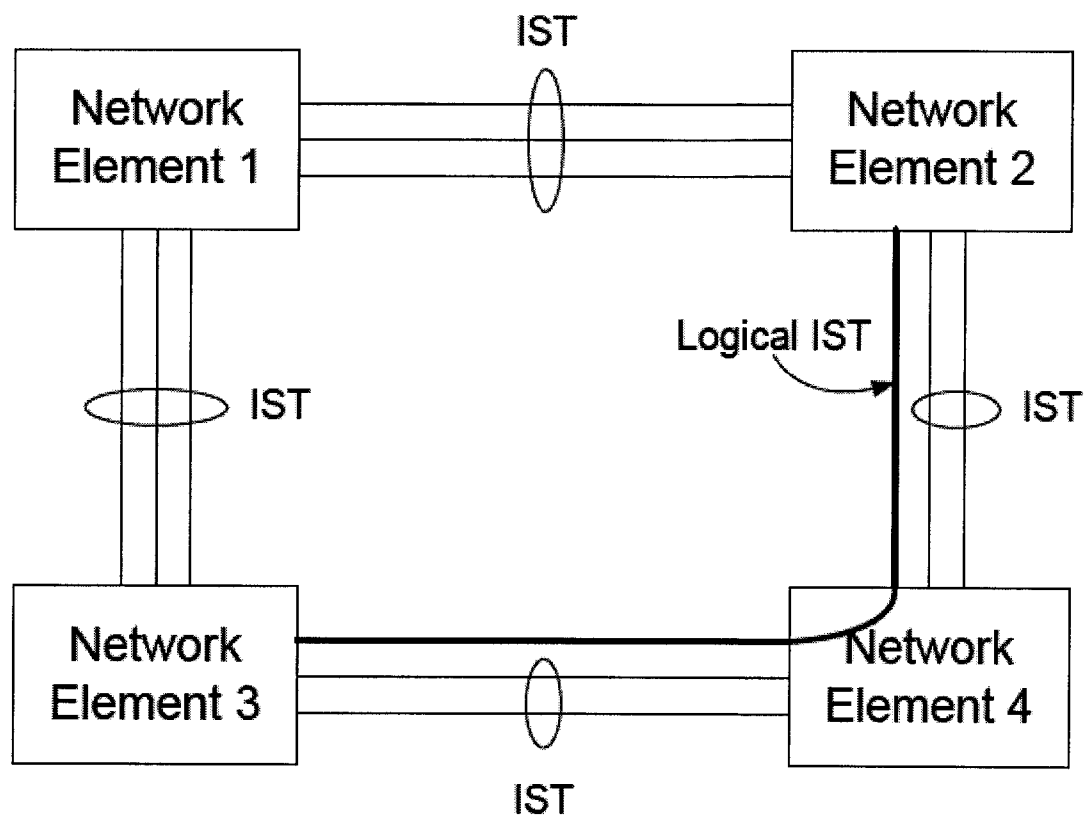 IST
Network
Element 1
Network
Element 2
Logical IST
IST
IST
Network
Element 3
Network
Element 4
IST